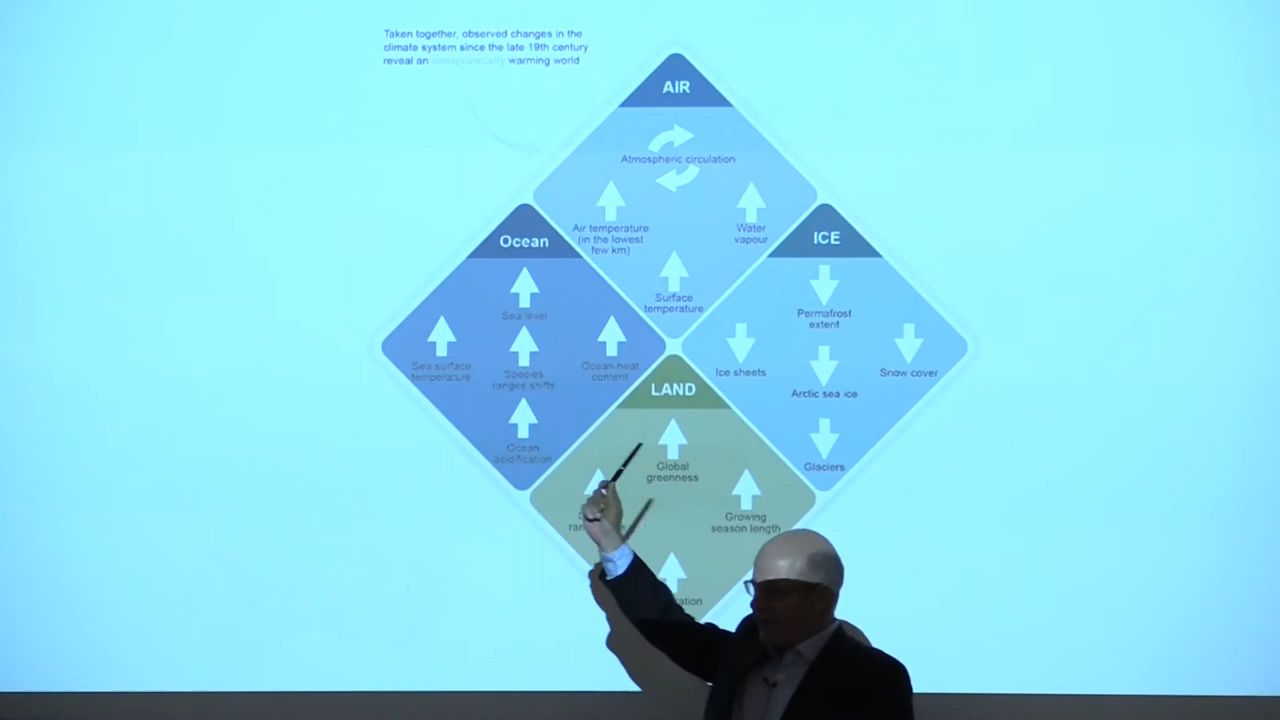 Taken together, observed changes in the
climate system since the late 19th century
reveal an unequivocally warming world
AIR
Atmospheric circulation
Air temperature
(in the lowest
few km)
Water
vapour
Surface
temperature
Ocean
Sea level
Sea surface
temperature
Species
ranges shifts
Ocean heat
content
Ocean
acidification
ICE
Permafrost
extent
Ice sheets
Arctic sea ice
Snow cover
Glaciers
LAND
Global
greenness
Growing
season length